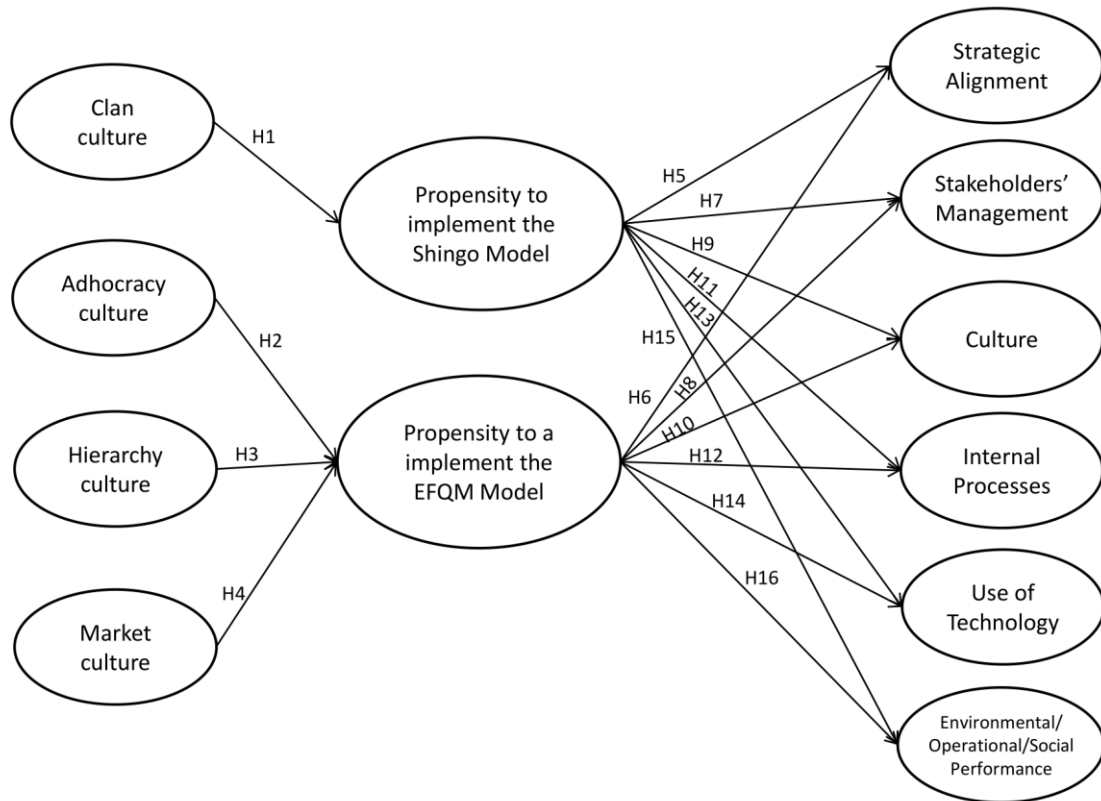 Clan
culture
Adhocracy
culture
Hierarchy
culture
Market
culture
H1
H2
H3
H4
Propensity to
implement the
Shingo Model
Propensity to a
implement the
EFQM Model
H5
H7
H9
H11
H13
H15
H6
H8
H10
H12
H14
H16
Strategic
Alignment
Stakeholders’
Management
Culture
Internal
Processes
Use of
Technology
Environmental/
Operational/Social
Performance